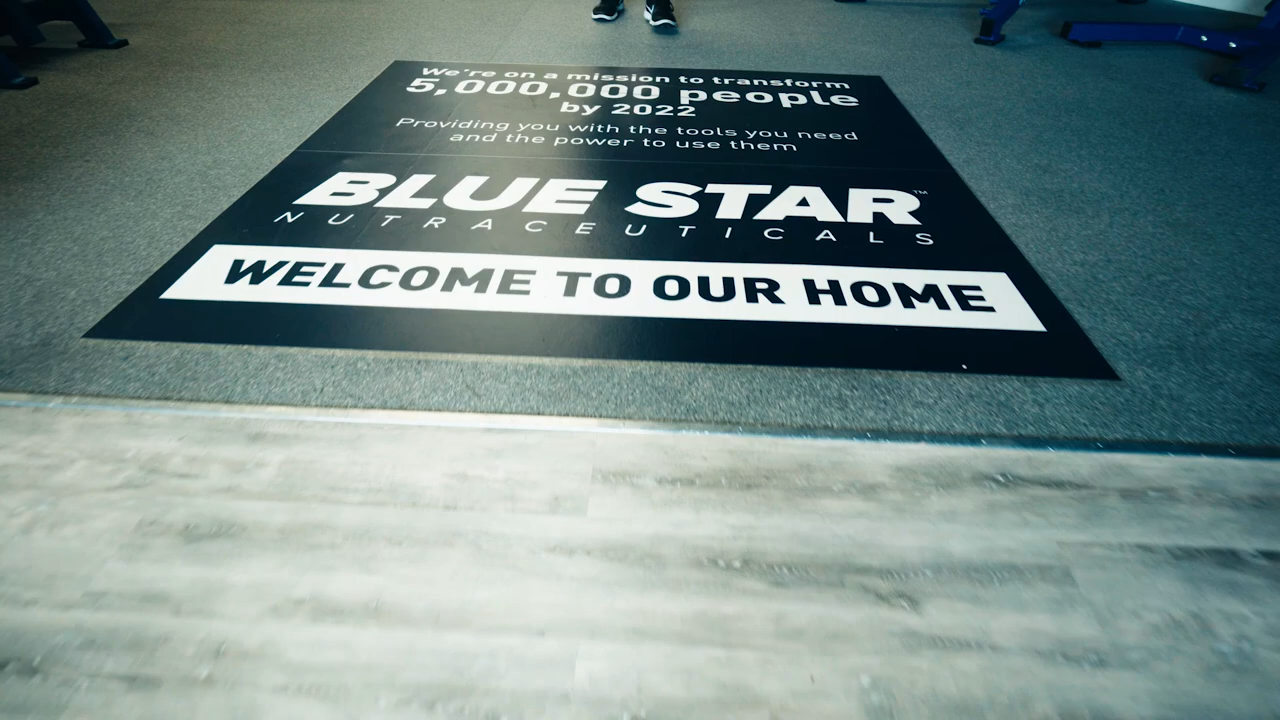 We're on a mission to transform
5,000,000 people
by 2022
Providing you with the tools you need
and the power to use them
BLUE STAR™
NUTRACEUTICALS
WELCOME TO OUR HOME